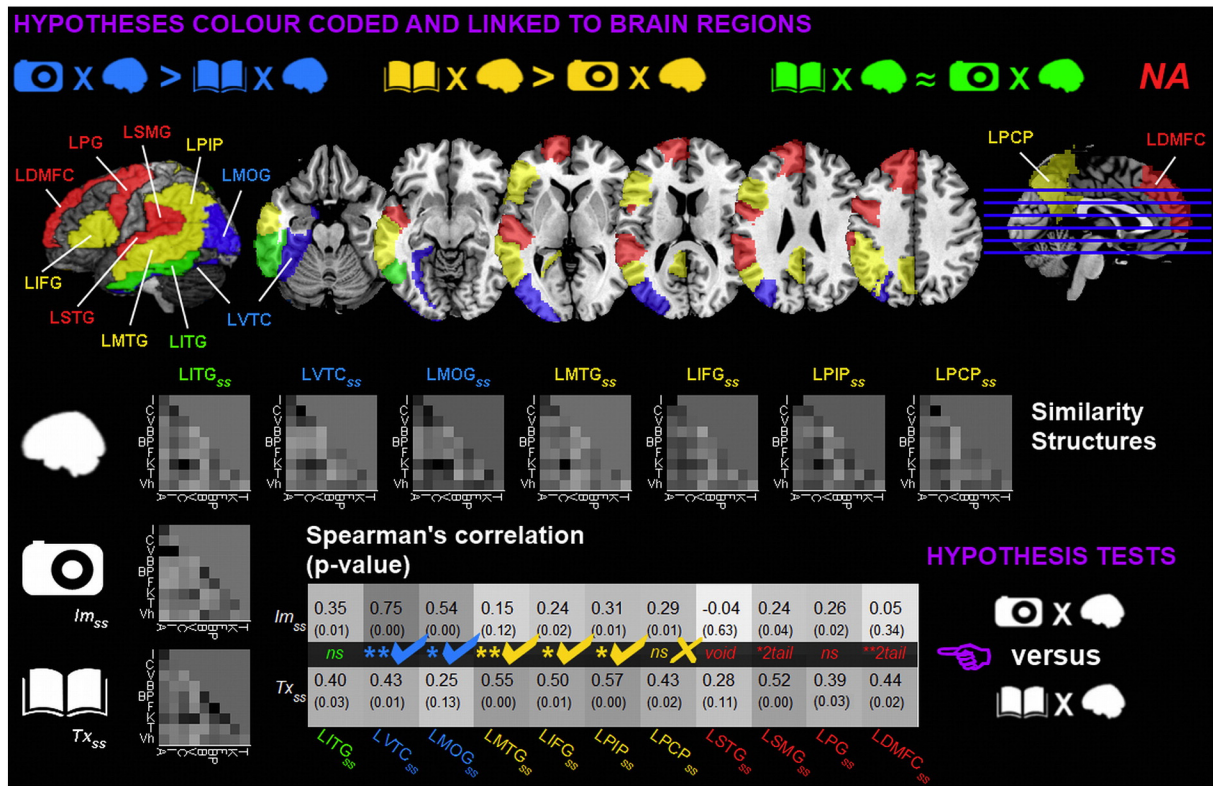 HYPOTHESES COLOUR CODED AND LINKED TO BRAIN REGIONS
X > X
X > X
X ≈ X
NA
LSMG
LPG
LPIP
LDMFC
LMOG
LIFG
LSTG
LMTG
LITG
LVTC
LPCP
LDMFC
LITGss LVTCss LMOGss LMTGss LIFGss LPIPss LPCPss
Similarity
Structures
I
C
V
B
BP
F
K
T
Vh
A I C V B BP F K T
Imss
Txss
Spearman's correlation
(p-value)
Imss 0.35 0.75 0.54 0.15 0.24 0.31 0.29 -0.04 0.24 0.26 0.05
(0.01) (0.00) (0.00) (0.12) (0.02) (0.01) (0.01) (0.63) (0.04) (0.02) (0.34)
ns ** * ** * * ns void *2tail ns **2tail
Txss 0.40 0.43 0.25 0.55 0.50 0.57 0.43 0.28 0.52 0.39 0.44
(0.03) (0.01) (0.13) (0.00) (0.01) (0.00) (0.02) (0.11) (0.00) (0.03) (0.02)
LITGss LVTCss LMOGss LMTGss LIFGss LPIPss LPCPss LSTGss LSMGss LPGss LDMFCss
HYPOTHESIS TESTS
X
versus
X